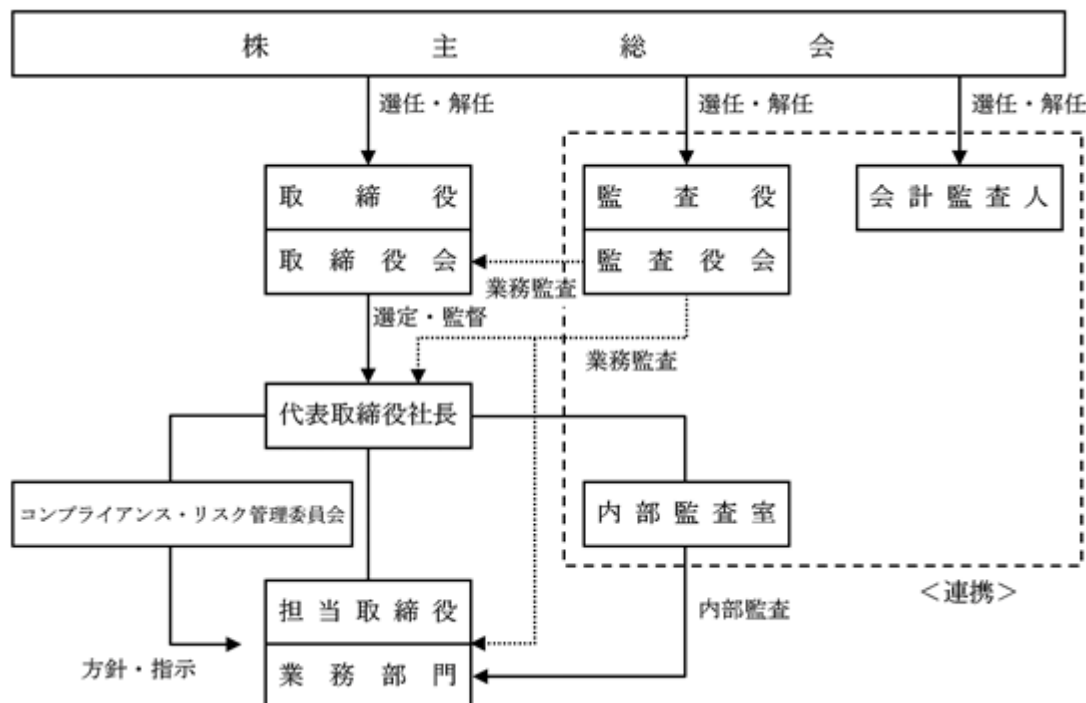 株主総会
選任・解任
選任・解任
選任・解任
取締役
監査役
会計監査人
取締役会
監査役会
業務監査
選定・監督
業務監査
代表取締役社長
コンプライアンス・リスク管理委員会
内部監査室
＜連携＞
担当取締役
内部監査
方針・指示
業務部門